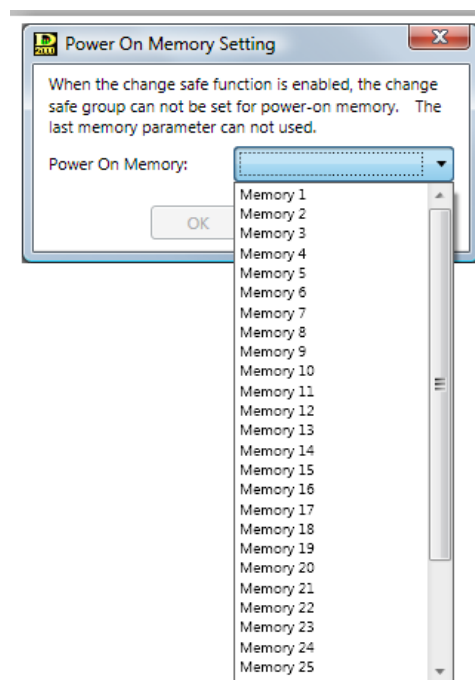 Power On Memory Setting
When the change safe function is enabled, the change
safe group can not be set for power-on memory. The
last memory parameter can not used.
Power On Memory:
OK
Memory 1
Memory 2
Memory 3
Memory 4
Memory 5
Memory 6
Memory 7
Memory 8
Memory 9
Memory 10
Memory 11
Memory 12
Memory 13
Memory 14
Memory 15
Memory 16
Memory 17
Memory 18
Memory 19
Memory 20
Memory 21
Memory 22
Memory 23
Memory 24
Memory 25